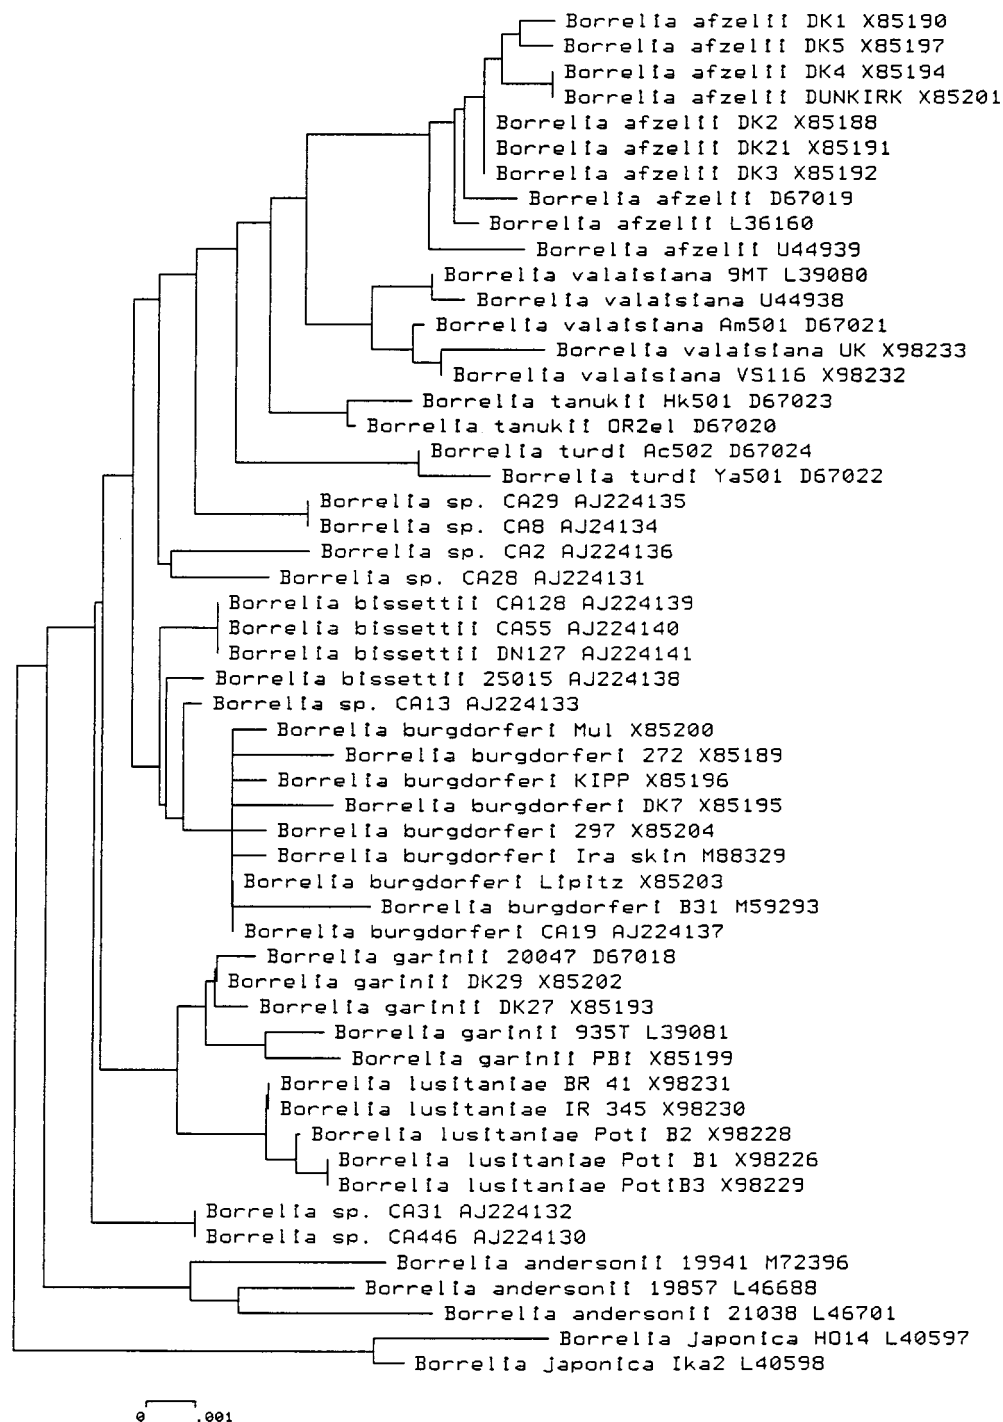 Borrelia afzelii DK1 X85190
Borrelia afzelii DK5 X85197
Borrelia afzelii DK4 X85194
Borrelia afzelii DUNKIRK X85201
Borrelia afzelii DK2 X85188
Borrelia afzelii DK21 X85191
Borrelia afzelii DK3 X85192
Borrelia afzelii D67019
Borrelia afzelii L36160
Borrelia afzelii U44939
Borrelia valaisiana 9MT L39080
Borrelia valaisiana U44938
Borrelia valaisiana Am501 D67021
Borrelia valaisiana UK X98233
Borrelia valaisiana VS116 X98232
Borrelia tanukii Hk501 D67023
Borrelia tanukii OR2el D67020
Borrelia turdi Ac502 D67024
Borrelia turdi Ya501 D67022
Borrelia sp. CA29 AJ224135
Borrelia sp. CA8 AJ24134
Borrelia sp. CA2 AJ224136
Borrelia sp. CA28 AJ224131
Borrelia bissettii CA128 AJ224139
Borrelia bissettii CA55 AJ224140
Borrelia bissettii DN127 AJ224141
Borrelia bissettii 25015 AJ224138
Borrelia sp. CA13 AJ224133
Borrelia burgdorferi Mul X85200
Borrelia burgdorferi 272 X85189
Borrelia burgdorferi KIPP X85196
Borrelia burgdorferi DK7 X85195
Borrelia burgdorferi 297 X85204
Borrelia burgdorferi Ira skin M88329
Borrelia burgdorferi Lipitz X85203
Borrelia burgdorferi B31 M59293
Borrelia burgdorferi CA19 AJ224137
Borrelia garinii 20047 D67018
Borrelia garinii DK29 X85202
Borrelia garinii DK27 X85193
Borrelia garinii 935T L39081
Borrelia garinii PBi X85199
Borrelia lusitaniae BR 41 X98231
Borrelia lusitaniae IR 345 X98230
Borrelia lusitaniae Poti B2 X98228
Borrelia lusitaniae Poti B1 X98226
Borrelia lusitaniae PotiB3 X98229
Borrelia sp. CA31 AJ224132
Borrelia sp. CA446 AJ224130
Borrelia andersonii 19941 M72396
Borrelia andersonii 19857 L46688
Borrelia andersonii 21038 L46701
Borrelia japonica HO14 L40597
Borrelia japonica Ika2 L40598
0 .001